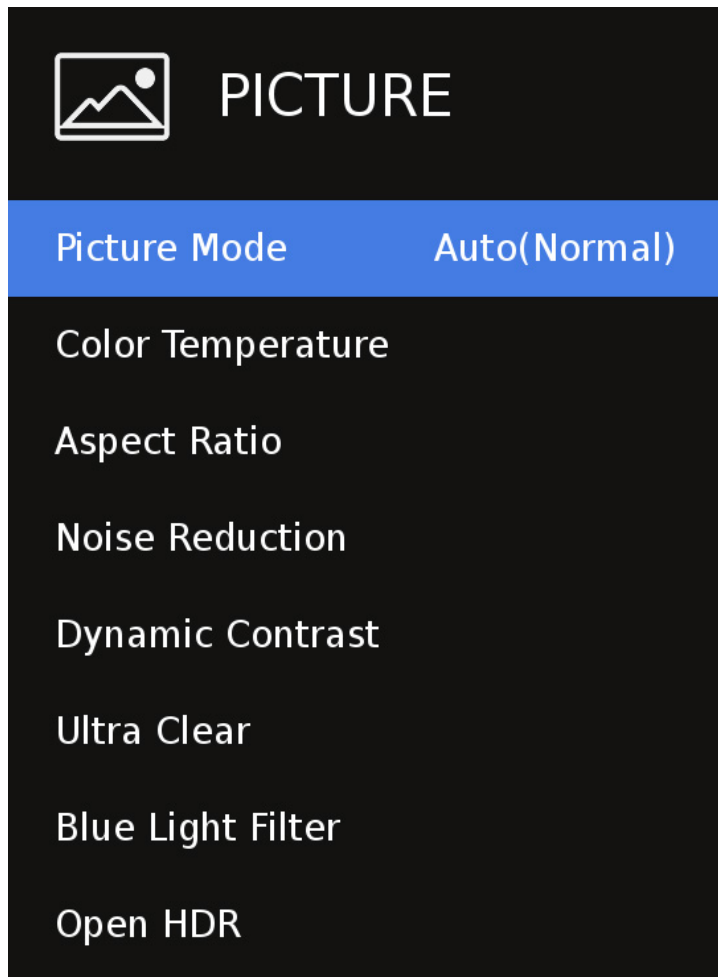 PICTURE
Picture Mode Auto(Normal)
Color Temperature
Aspect Ratio
Noise Reduction
Dynamic Contrast
Ultra Clear
Blue Light Filter
Open HDR